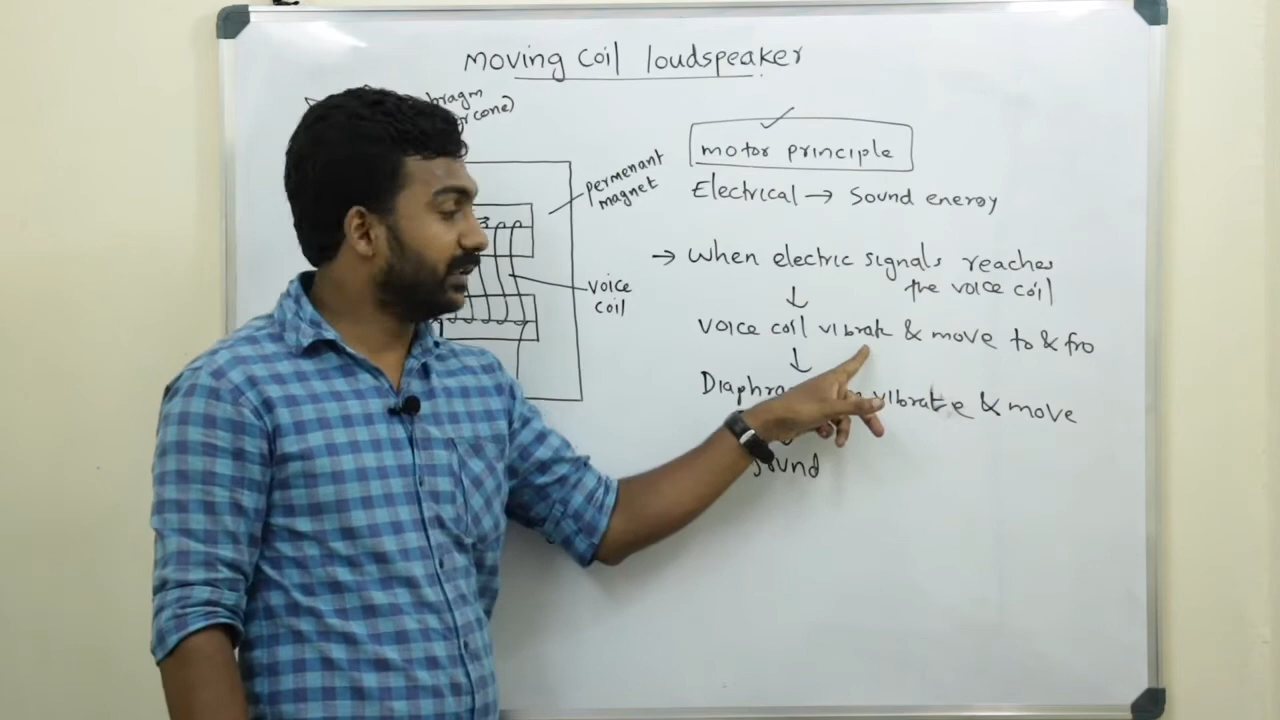 moving coil loudspeaker
permenant
magnet
voice
coil
motor principle
Electrical → Sound energy
→ when electric signals reaches
the voice coil
↓
voice coil vibrate & move to & fro
↓
vibrate & move